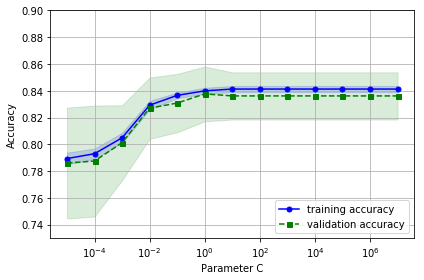 0.90
0.88
0.86
0.84
0.82
0.80
0.78
0.76
0.74
Accuracy
training accuracy
validation accuracy
10⁻⁴ 10⁻² 10⁰ 10² 10⁴ 10⁶
Parameter C